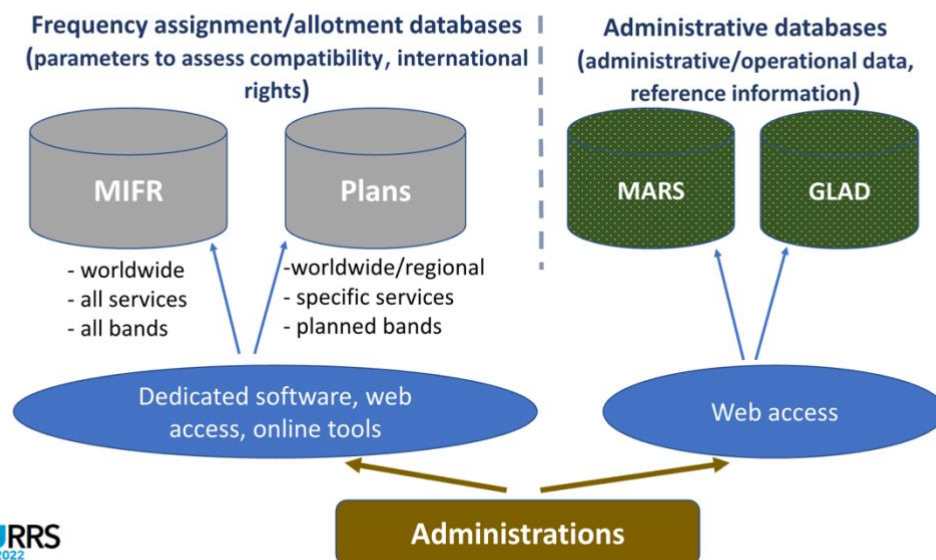 Frequency assignment/allotment databases
(parameters to assess compatibility, international
rights)
Administrative databases
(administrative/operational data,
reference information)
MIFR
Plans
MARS
GLAD
- worldwide
- all services
- all bands
-worldwide/regional
- specific services
- planned bands
Dedicated software, web
access, online tools
Web access
Administrations
RRS
2022